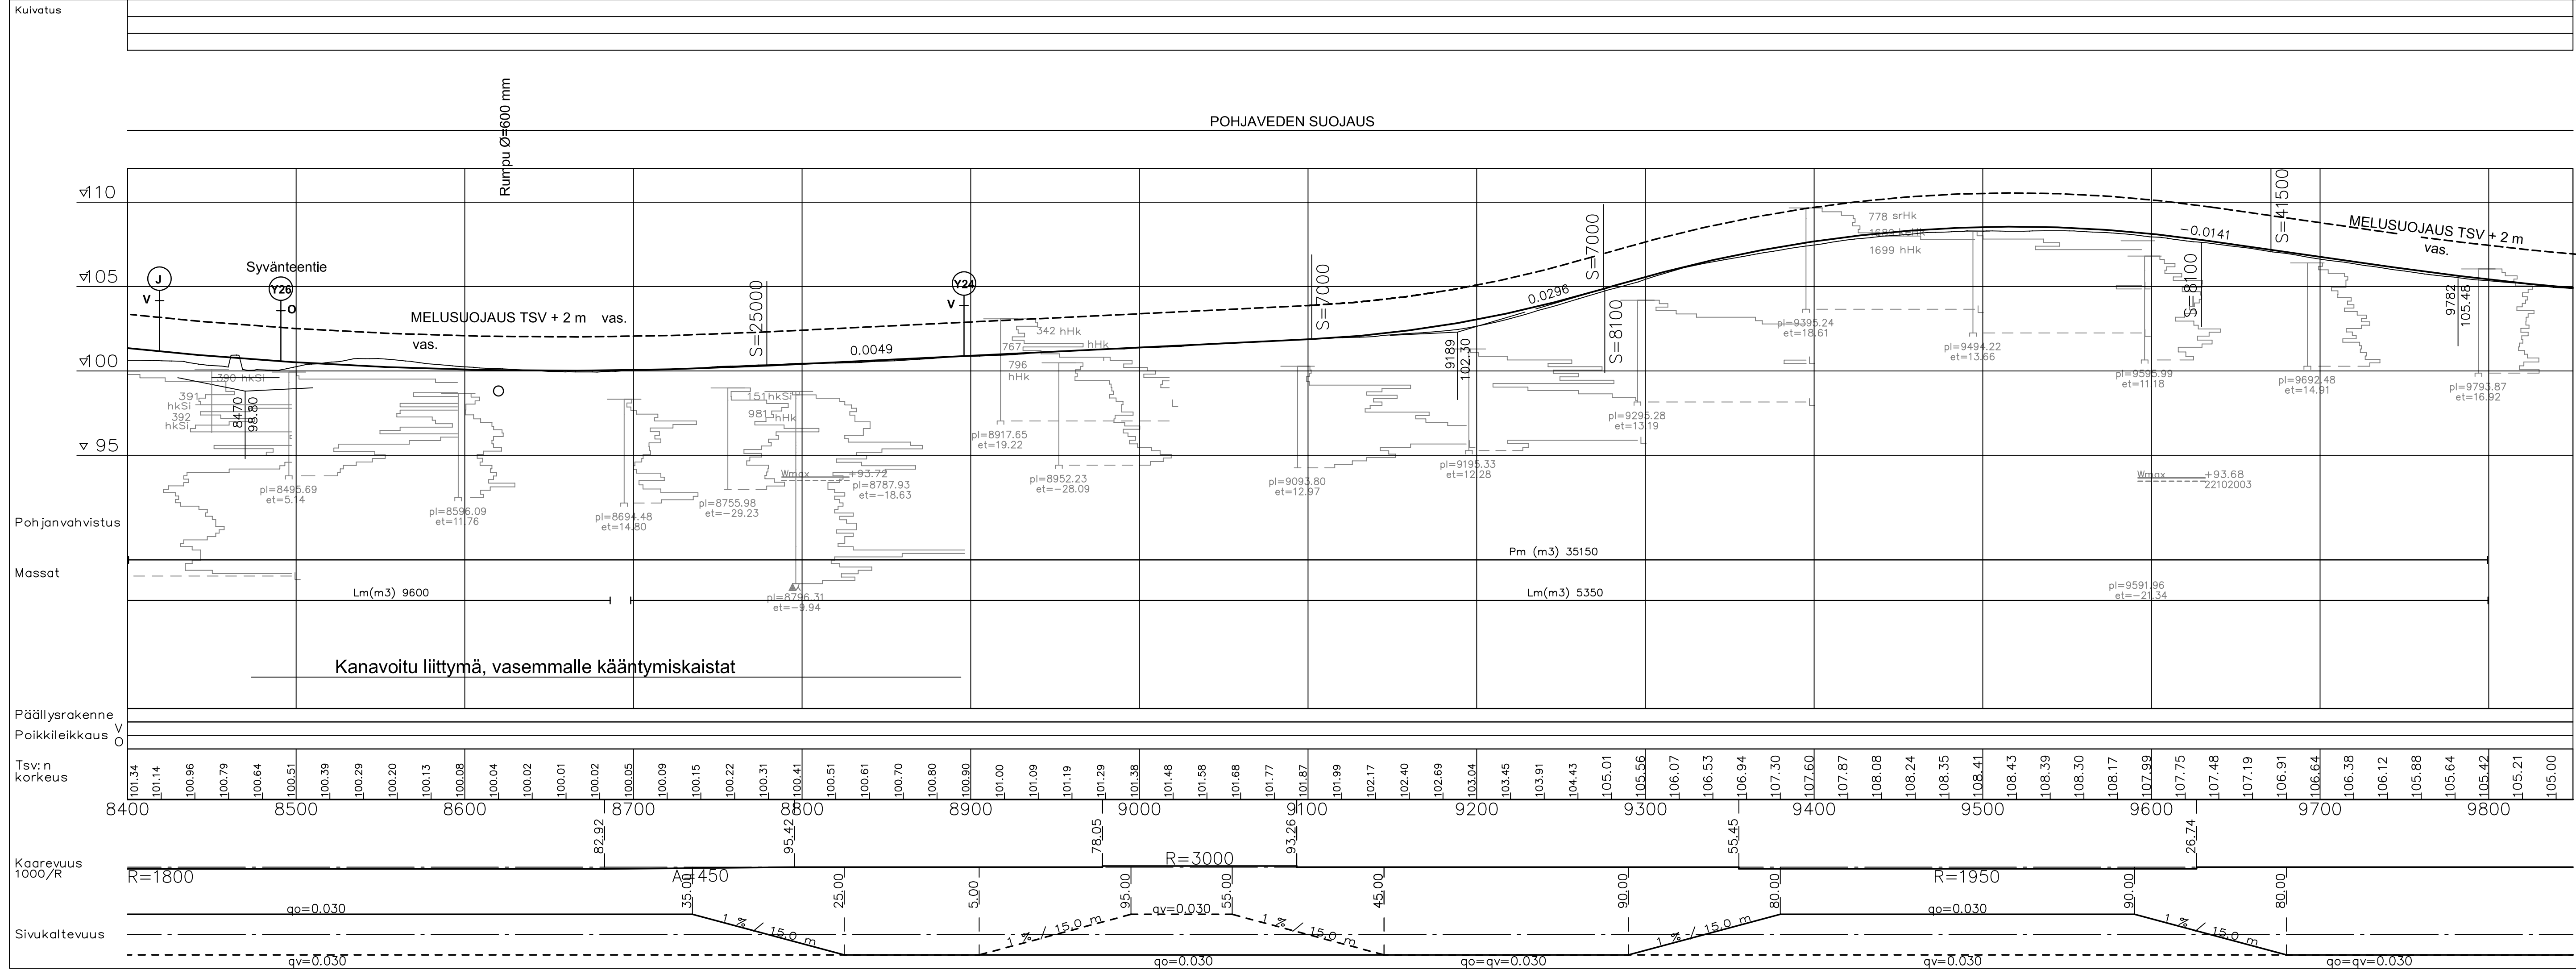 Kuivatus
Rumpu Ø=600 mm
POHJAVEDEN SUOJAUS
110
105
100
95
J
V
Syvänteentie
Y26
O
MELUSUOJAUS TSV + 2 m vas.
vas.
S=25000
0.0049
Y24
V
S=7000
0.0296
S=7000
S=8100
-0.0141
S=8100
S=41500
MELUSUOJAUS TSV + 2 m
vas.
390 hkSi
391
hkSi
392
hkSi
8470
98.80
pl=8495.69
et=5.14
pl=8596.09
et=11.76
pl=8694.48
et=14.80
pl=8755.98
et=-29.23
151hkSi
981 hHk
Wmax +93.72
pl=8787.93
et=-18.63
pl=8796.31
et=-9.94
342 hHk
767 hHk
796
hHk
pl=8917.65
et=19.22
pl=8952.23
et=-28.09
pl=9093.80
et=12.97
9189
102.30
pl=9195.33
et=12.28
pl=9295.28
et=13.19
778 srHk
1699 hHk
pl=9395.24
et=18.61
pl=9494.22
et=13.66
pl=9595.99
et=11.18
pl=9692.48
et=14.91
9782
105.48
pl=9793.87
et=16.92
Wmax +93.68
22102003
pl=9591.96
et=-21.34
Pohjanvahvistus
Massat
Pm (m3) 35150
Lm(m3) 9600
Lm(m3) 5350
Kanavoitu liittymä, vasemmalle kääntymiskaistat
Päällysrakenne
Poikkileikkaus V
O
Tsv: n
korkeus
101.34 101.14 100.96 100.79 100.64 100.51 100.39 100.29 100.20 100.13 100.08 100.04 100.02 100.01 100.02 100.05 100.09 100.15 100.22 100.31 100.41 100.51 100.61 100.70 100.80 100.90 101.00 101.09 101.19 101.29 101.38 101.48 101.58 101.68 101.77 101.87 101.99 102.17 102.40 102.69 103.04 103.45 103.91 104.43 105.01 105.56 106.07 106.53 106.94 107.30 107.60 107.87 108.08 108.24 108.35 108.41 108.43 108.39 108.30 108.17 107.99 107.75 107.48 107.19 106.91 106.64 106.38 106.12 105.88 105.64 105.42 105.21 105.00
8400 8500 8600 8700 8800 8900 9000 9100 9200 9300 9400 9500 9600 9700 9800
82.92 95.42 78.05 93.26 55.45 26.74
Kaarevuus
1000/R
R=1800
A=450
R=3000
R=1950
35.00 25.00 5.00 95.00 55.00 45.00 90.00 80.00 90.00 80.00
Sivukaltevuus
qo=0.030
1 % / 15.0 m
1 % / 15.0 m
qv=0.030
1 % / 15.0 m
1 % / 15.0 m
qo=0.030
1 % / 15.0 m
qv=0.030
qo=0.030
qo=qv=0.030
qv=0.030
qo=qv=0.030